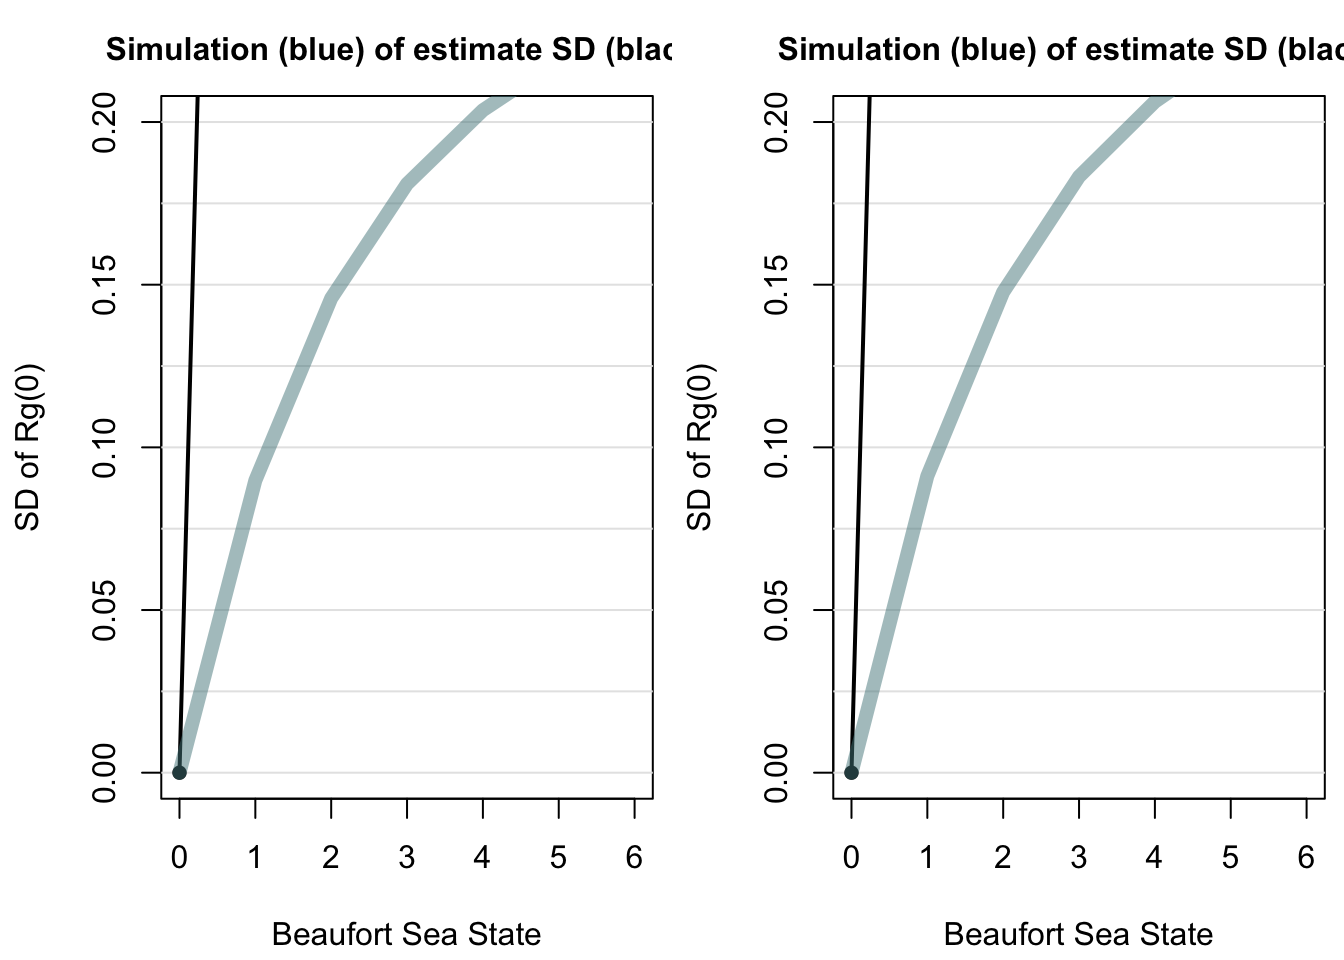 Simulation (blue) of estimate SD (blac
0.20
0.15
0.10
0.05
0.00
SD of Rg(0)
0 1 2 3 4 5 6
Beaufort Sea State
Simulation (blue) of estimate SD (blac
0.20
0.15
0.10
0.05
0.00
SD of Rg(0)
0 1 2 3 4 5 6
Beaufort Sea State